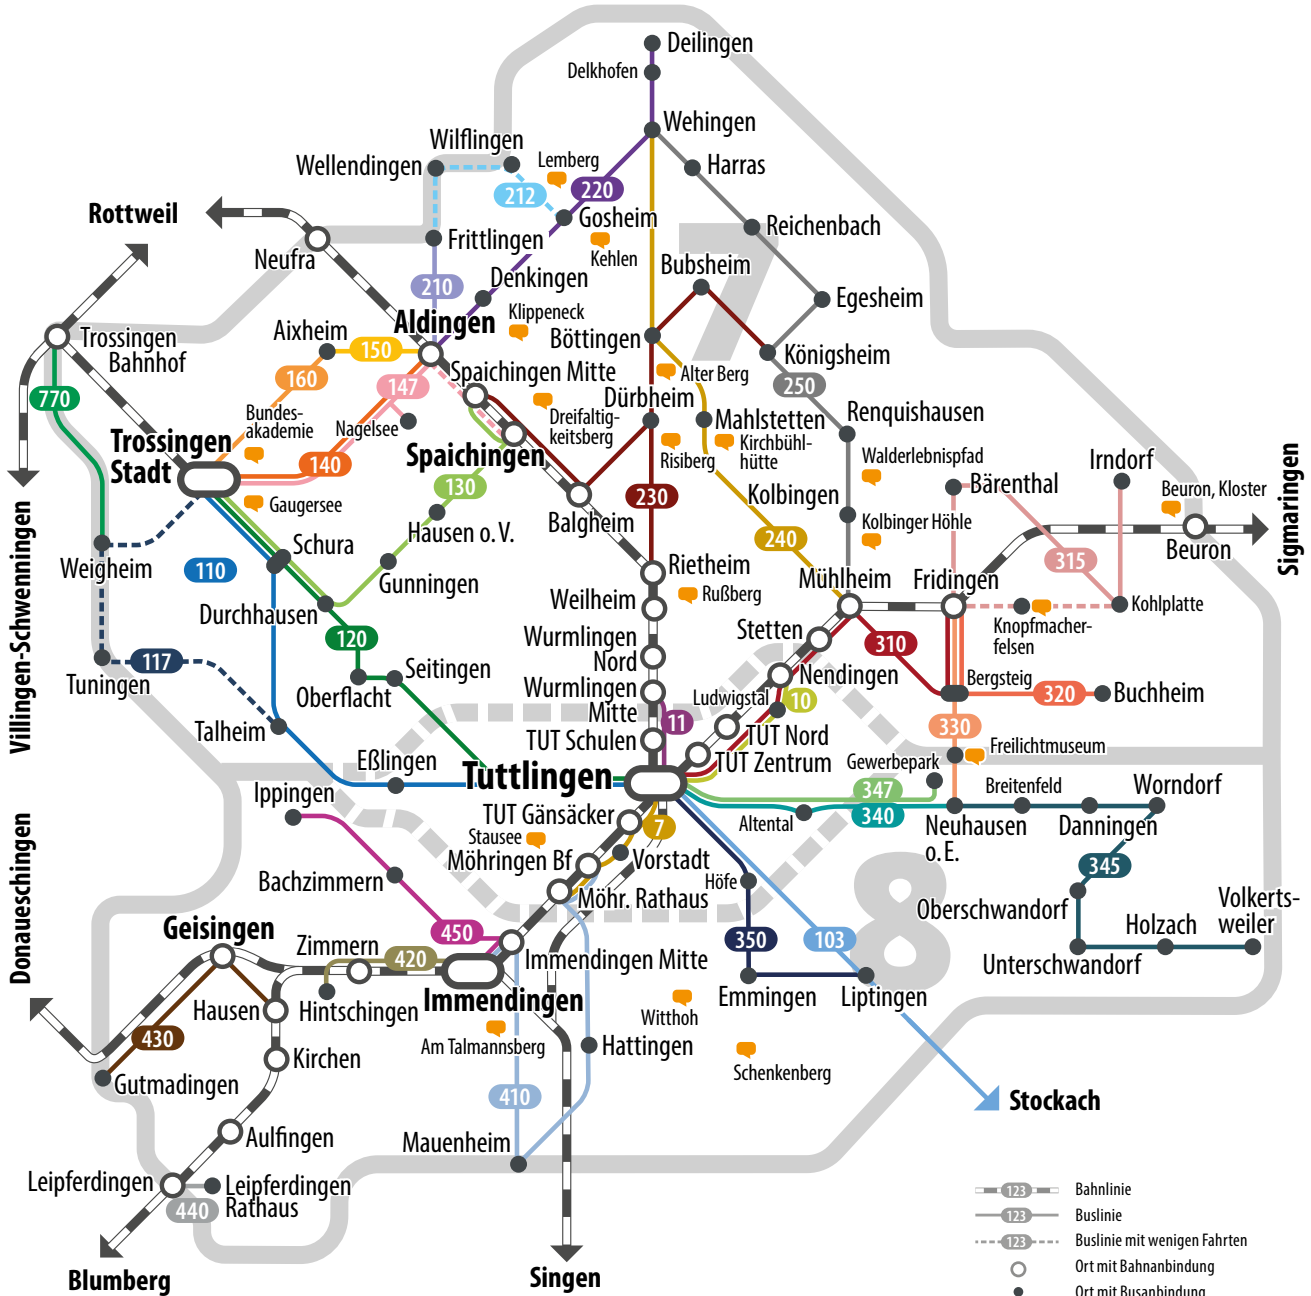 Deilingen
Delkhofen
Wehingen
Wilflingen
Wellendingen
Lemberg
Harras
212
220
Rottweil
Gosheim
Reichenbach
Frittlingen
Neufra
Kehlen
7
Bubsheim
Denkingen
210
Egesheim
Klippeneck
Aldingen
Aixheim
Trossingen
Bahnhof
Böttingen
150
Königsheim
Spaichingen Mitte
Alter Berg
160
147
250
770
Dürbheim
Bundes-
akademie
Nagelsee
Dreifaltig-
keitsberg
Mahlstetten
Renquishausen
Trossingen
Stadt
Kirchbühl-
hütte
Spaichingen
Risiberg
Walderlebnispfad
Irndorf
140
130
230
Kolbingen
Bärenthal
Beuron, Kloster
Gaugersee
Balgheim
Kolbinger Höhle
Hausen o. V.
240
Beuron
Sigmaringen
Schura
315
Weigheim
110
Gunningen
Rietheim
Mühlheim
Fridingen
Rußberg
Weilheim
Durchhausen
Kohlplatte
Knopfmacher-
felsen
120
Stetten
310
Wurmlingen
Nord
117
Seitingen
Tuningen
Oberflacht
Nendingen
Bergsteig
320
Buchheim
Wurmlingen
Mitte
Ludwigstal
10
11
Villingen-Schwenningen
Talheim
330
TUT Schulen
TUT Nord
Freilichtmuseum
TUT Zentrum
Gewerbepark
Eßlingen
Tuttlingen
Ippingen
347
Breitenfeld
Worndorf
TUT Gänsäcker
7
Altental
340
Neuhausen
o. E.
Danningen
Stausee
Möhringen Bf
Vorstadt
345
Bachzimmern
Höfe
8
Möhr. Rathaus
Oberschwandorf
Volkerts-
weiler
Donaueschingen
Geisingen
Holzach
450
350
103
Zimmern
420
Immendingen Mitte
Unterschwandorf
Immendingen
Emmingen
Liptingen
Hausen
Hintschingen
Witthoh
430
Am Talmannsberg
Hattingen
Kirchen
Schenkenberg
Gutmadingen
410
Stockach
Aulfingen
Mauenheim
Leipferdingen
Leipferdingen
Rathaus
440
Blumberg
Singen
123 Bahnlinie
123 Buslinie
123 Buslinie mit wenigen Fahrten
Ort mit Bahnanbindung
Ort mit Busanbindung